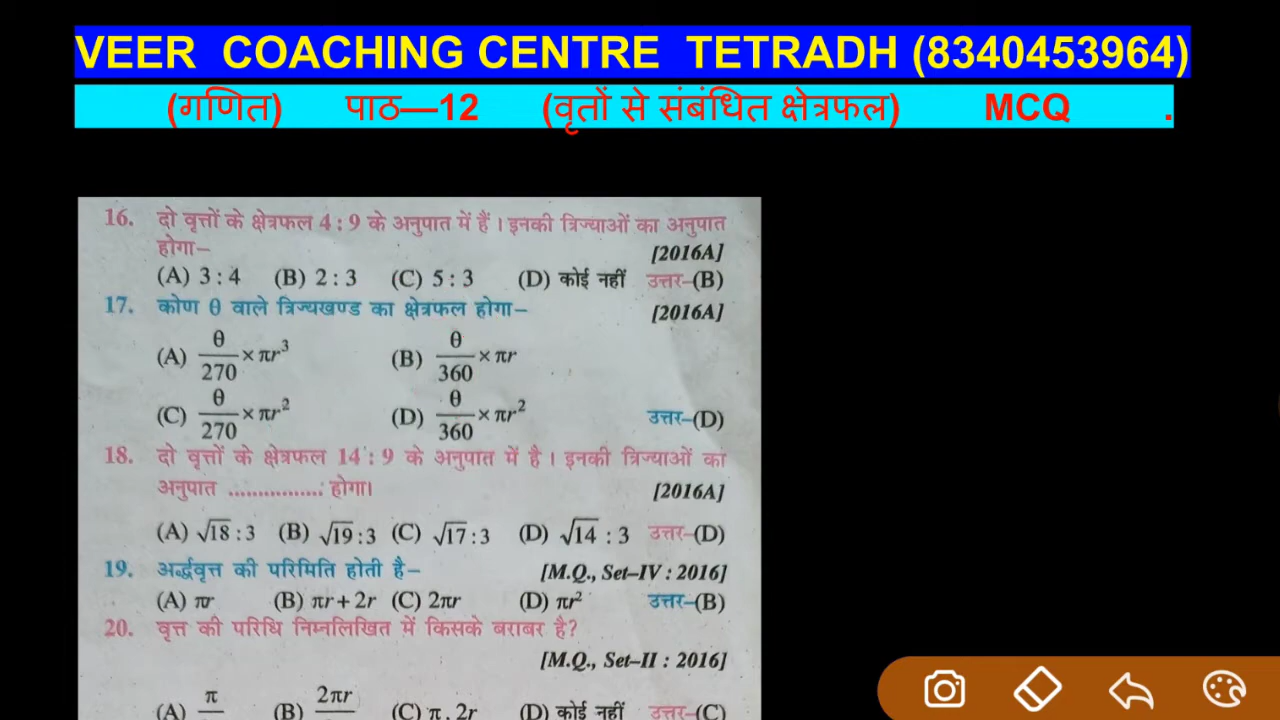 VEER COACHING CENTRE TETRADH (8340453964)
(गणित) पाठ—12 (वृतों से संबंधित क्षेत्रफल) MCQ .
16. दो वृत्तों के क्षेत्रफल 4 : 9 के अनुपात में हैं । इनकी त्रिज्याओं का अनुपात
होगा– [2016A]
(A) 3 : 4 (B) 2 : 3 (C) 5 : 3 (D) कोई नहीं उत्तर–(B)
17. कोण θ वाले त्रिज्यखण्ड का क्षेत्रफल होगा– [2016A]
(A) θ/270 × πr³ (B) θ/360 × πr
(C) θ/270 × πr² (D) θ/360 × πr² उत्तर–(D)
18. दो वृत्तों के क्षेत्रफल 14 : 9 के अनुपात में है । इनकी त्रिज्याओं का
अनुपात ................ होगा। [2016A]
(A) √18 : 3 (B) √19 : 3 (C) √17 : 3 (D) √14 : 3 उत्तर–(D)
19. अर्द्धवृत्त की परिमिति होती है– [M.Q., Set–IV : 2016]
(A) πr (B) πr + 2r (C) 2πr (D) πr² उत्तर–(B)
20. वृत्त की परिधि निम्नलिखित में किसके बराबर है?
[M.Q., Set–II : 2016]
(A) π (B) 2πr (C) π . 2r (D) कोई नहीं उत्तर–(C)